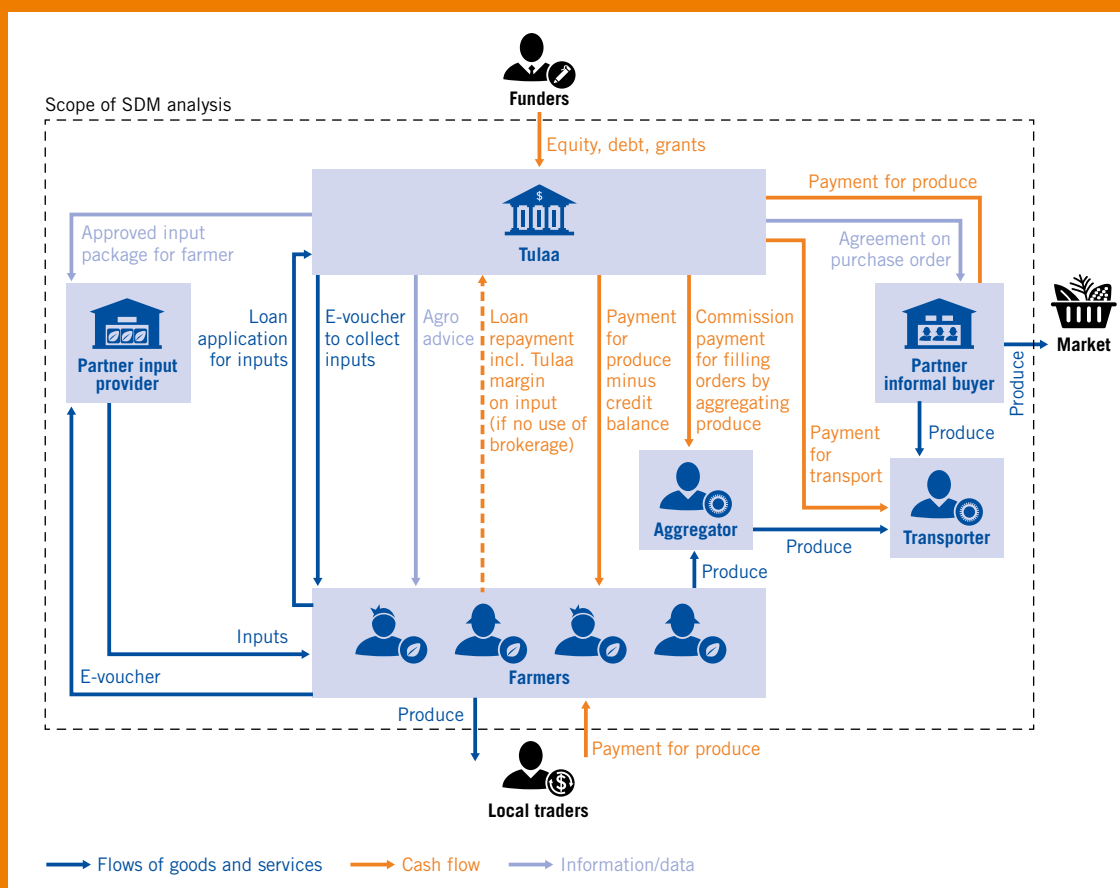 Funders
Scope of SDM analysis
Equity, debt, grants
Payment for produce
$
Tulaa
Approved input
package for farmer
Agreement on
purchase order
Partner input
provider
Loan
application
for inputs
E-voucher
to collect
inputs
Agro
advice
Loan
repayment
incl. Tulaa
margin
on input
(if no use of
brokerage)
Payment
for
produce
minus
credit
balance
Commission
payment
for filling
orders by
aggregating
produce
Partner
informal buyer
Produce
Market
Produce
Payment
for
transport
Aggregator
Transporter
Produce
Produce
Inputs
E-voucher
Farmers
Produce
Payment for produce
$
Local traders
Flows of goods and services
Cash flow
Information/data